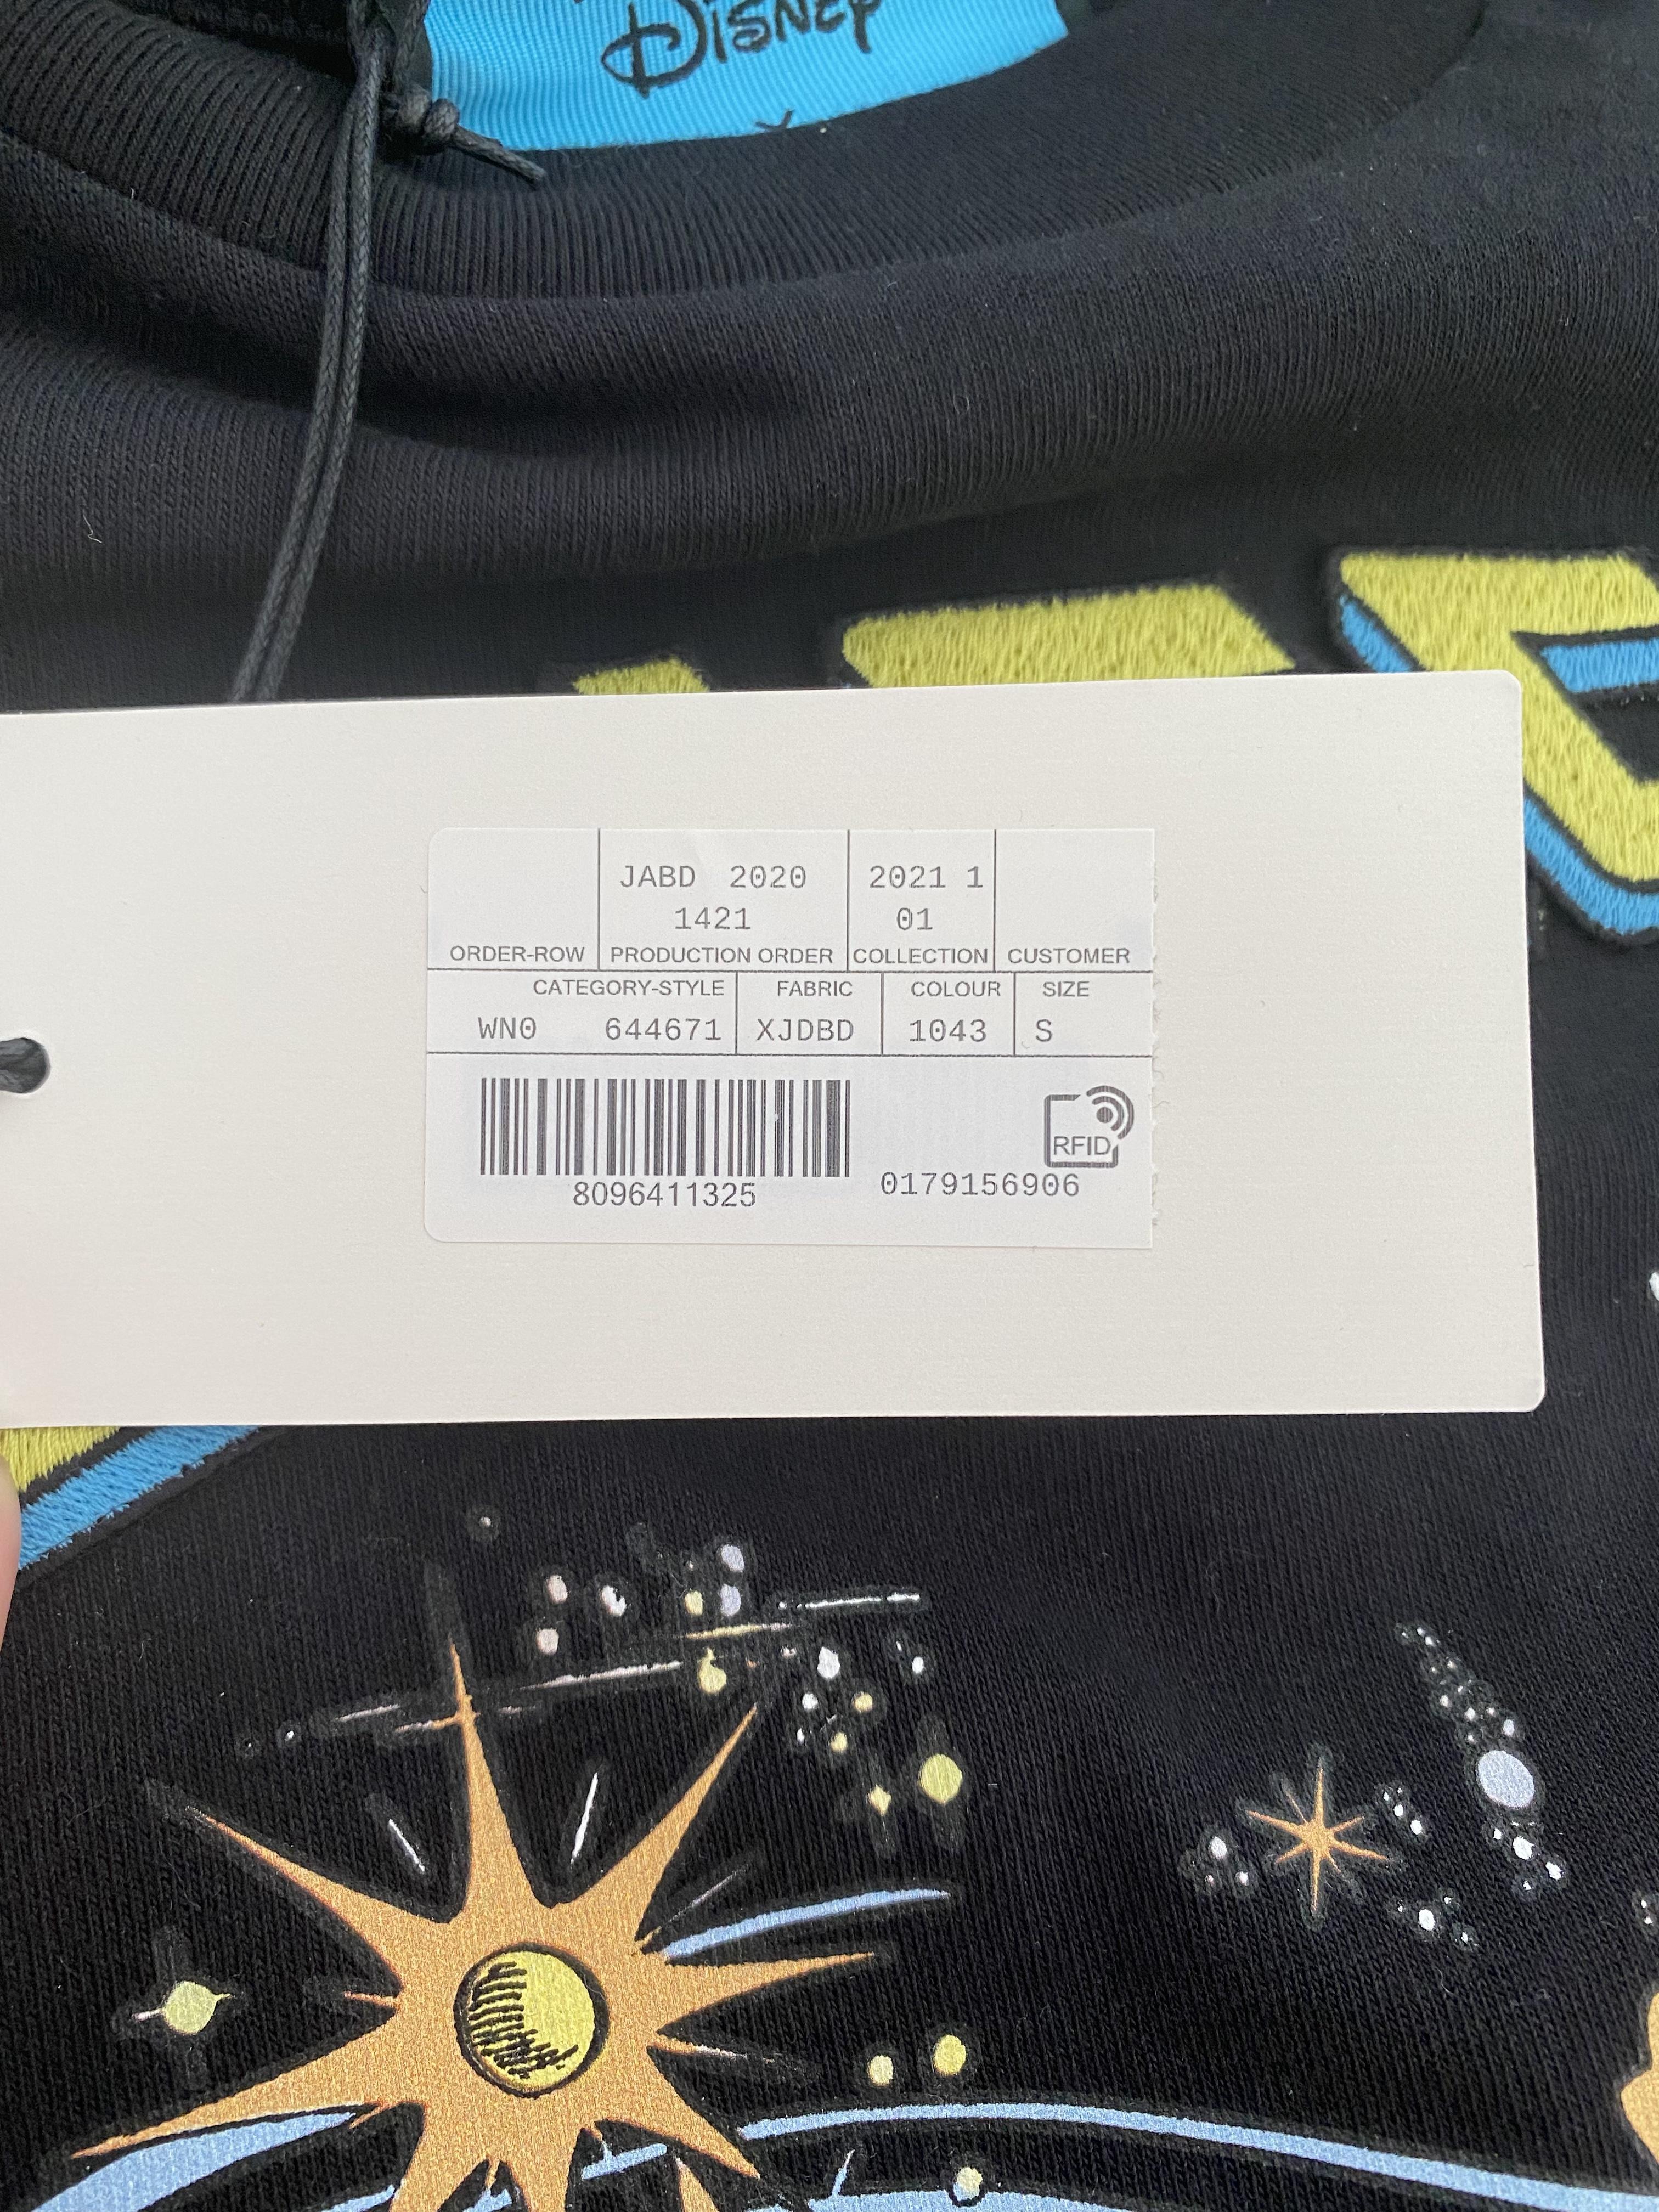 Disney
x
JABD 2020
1421
2021 1
01
ORDER-ROW PRODUCTION ORDER COLLECTION CUSTOMER
CATEGORY-STYLE FABRIC COLOUR SIZE
WN0 644671 XJDBD 1043 S
RFID
8096411325 0179156906